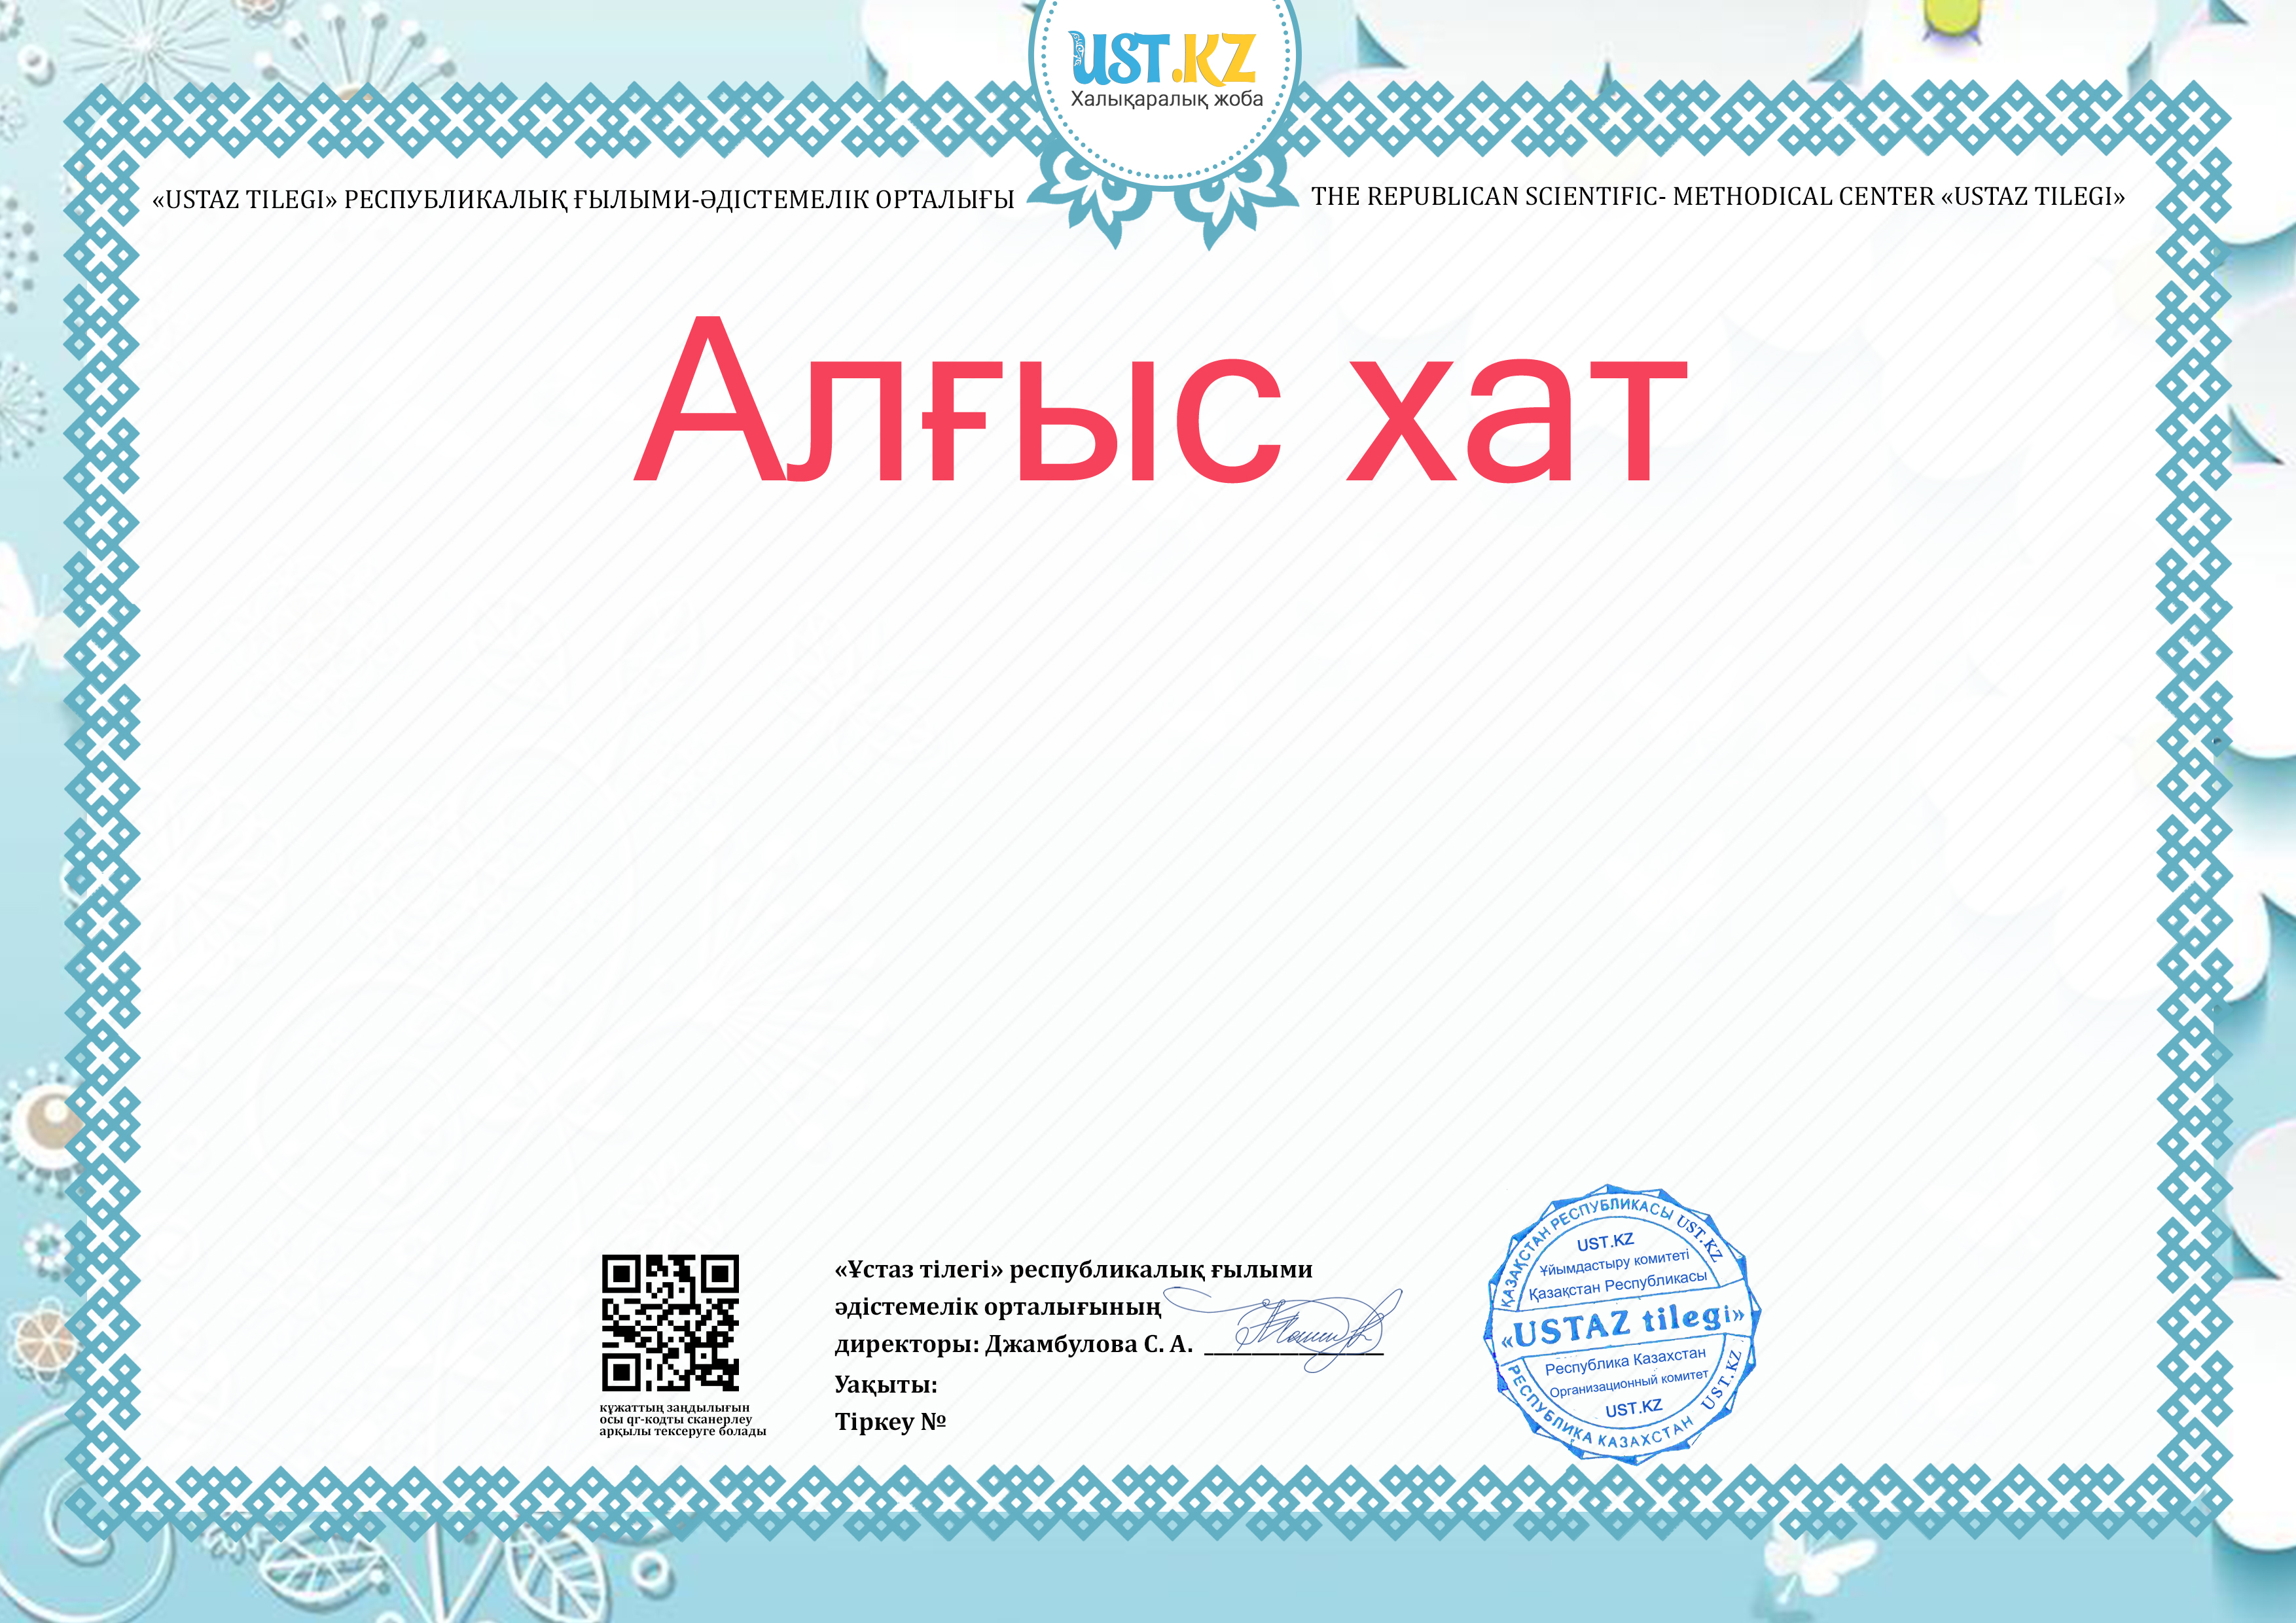 UST.KZ
Халықаралық жоба
«USTAZ TILEGI» РЕСПУБЛИКАЛЫҚ ҒЫЛЫМИ-ӘДІСТЕМЕЛІК ОРТАЛЫҒЫ
THE REPUBLICAN SCIENTIFIC- METHODICAL CENTER «USTAZ TILEGI»
Алғыс хат
«Ұстаз тілегі» республикалық ғылыми
әдістемелік орталығының
директоры: Джамбулова С. А.
Уақыты:
Тіркеу №
құжаттың заңдылығын
осы qr-кодты сканерлеу
арқылы тексеруге болады
ҚАЗАҚСТАН РЕСПУБЛИКАСЫ UST.KZ
UST.KZ
Ұйымдастыру комитеті
Қазақстан Республикасы
«USTAZ tilegi»
Республика Казахстан
Организационный комитет
UST.KZ
РЕСПУБЛИКА КАЗАХСТАН UST.KZ